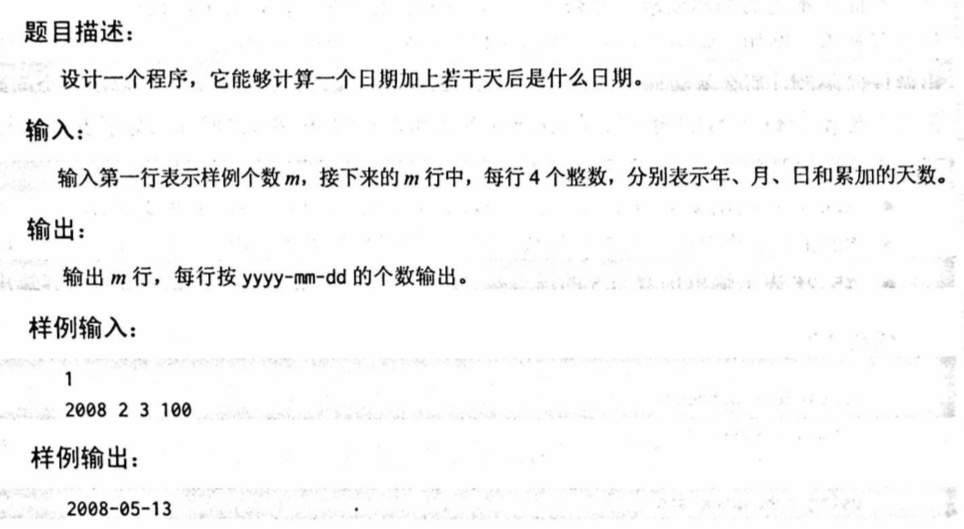 题目描述：
设计一个程序，它能够计算一个日期加上若干天后是什么日期。
输入：
输入第一行表示样例个数 m，接下来的 m 行中，每行 4 个整数，分别表示年、月、日和累加的天数。
输出：
输出 m 行，每行按 yyyy-mm-dd 的个数输出。
样例输入：
1
2008 2 3 100
样例输出：
2008-05-13